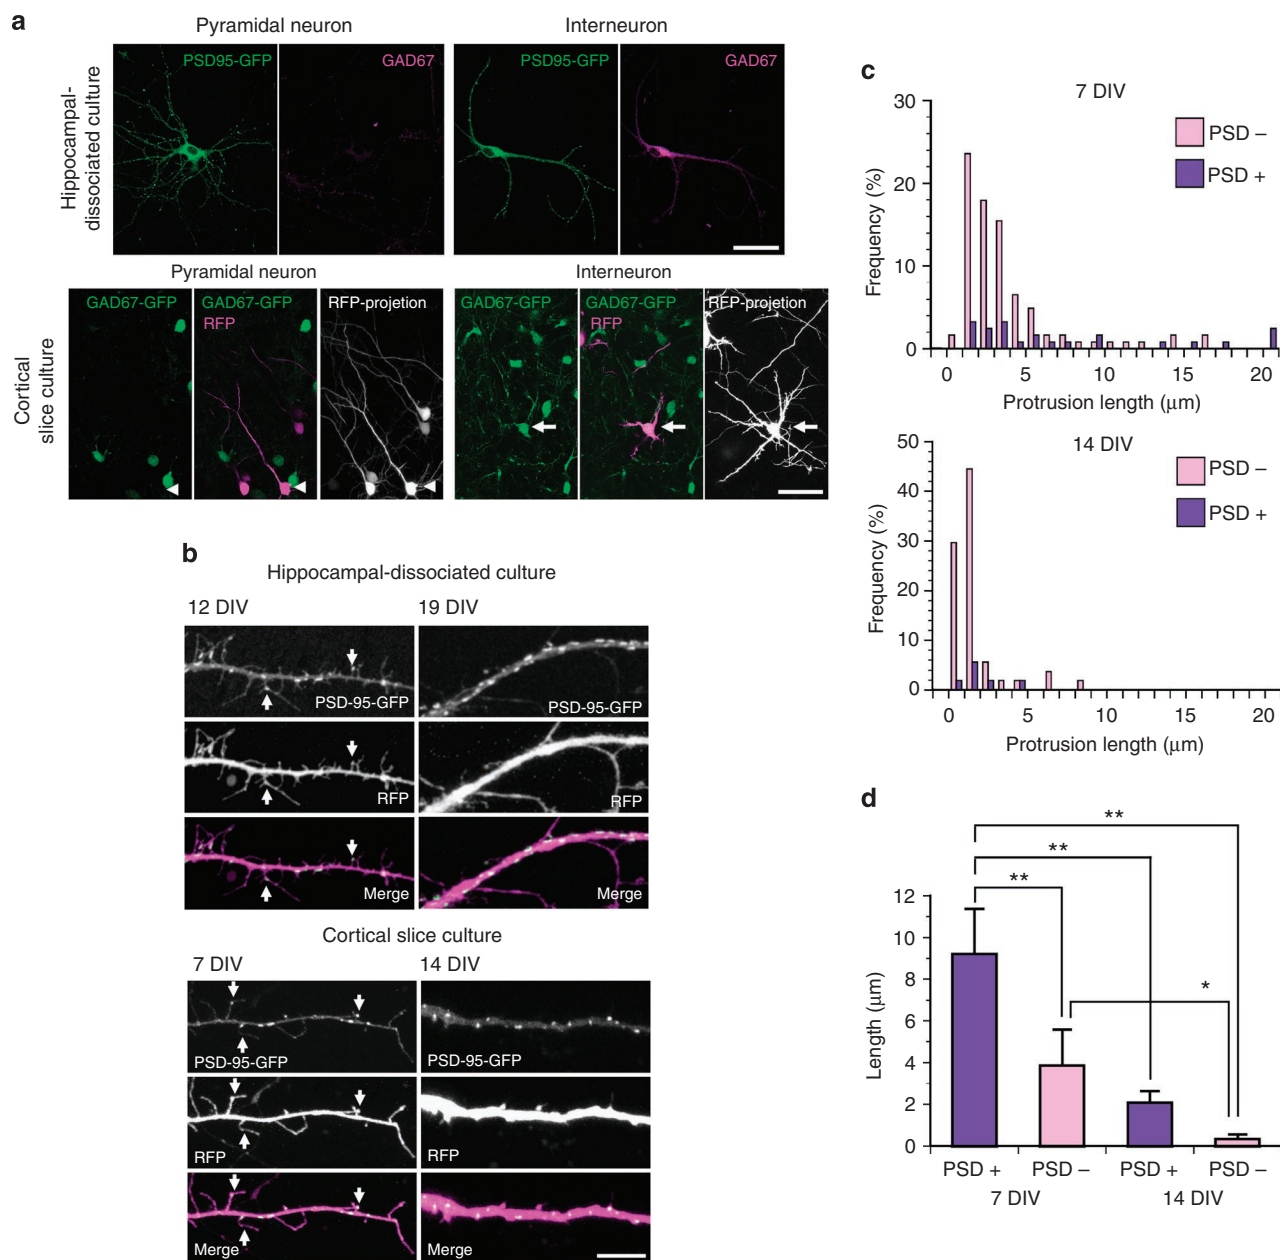 a
Pyramidal neuron
Interneuron
Hippocampal-
dissociated culture
PSD95-GFP
GAD67
PSD95-GFP
GAD67
Pyramidal neuron
Interneuron
Cortical
slice culture
GAD67-GFP
GAD67-GFP
RFP
RFP-projetion
GAD67-GFP
GAD67-GFP
RFP
RFP-projetion
b
Hippocampal-dissociated culture
12 DIV
19 DIV
PSD-95-GFP
PSD-95-GFP
RFP
RFP
Merge
Merge
Cortical slice culture
7 DIV
14 DIV
PSD-95-GFP
PSD-95-GFP
RFP
RFP
Merge
Merge
c
7 DIV
PSD –
PSD +
Frequency (%)
30
20
10
0
0 5 10 15 20
Protrusion length (μm)
14 DIV
PSD –
PSD +
Frequency (%)
50
40
30
20
10
0
0 5 10 15 20
Protrusion length (μm)
d
**
**
**
*
Length (μm)
12
10
8
6
4
2
0
PSD + PSD – PSD + PSD –
7 DIV 14 DIV